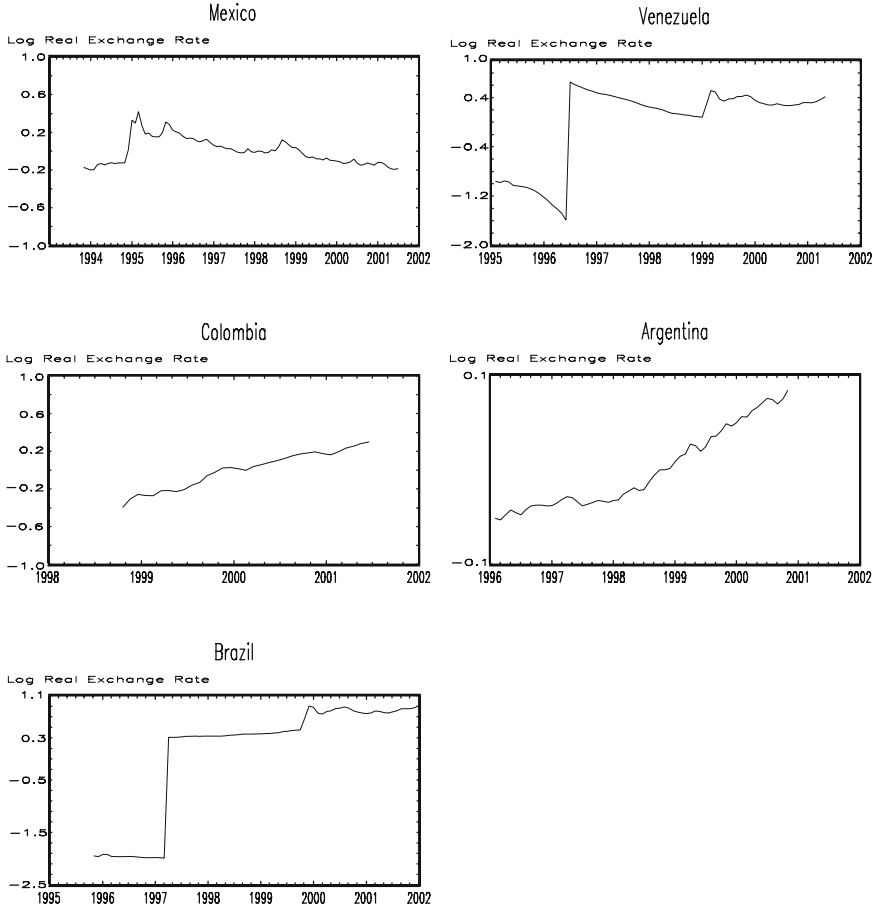 Mexico
Log Real Exchange Rate
1.0
0.6
0.2
−0.2
−0.6
−1.0
1994 1995 1996 1997 1998 1999 2000 2001 2002
Venezuela
Log Real Exchange Rate
1.0
0.4
−0.4
−1.2
−2.0
1995 1996 1997 1998 1999 2000 2001 2002
Colombia
Log Real Exchange Rate
1.0
0.6
0.2
−0.2
−0.6
−1.0
1998 1999 2000 2001 2002
Argentina
Log Real Exchange Rate
0.1
−0.1
1996 1997 1998 1999 2000 2001 2002
Brazil
Log Real Exchange Rate
1.1
0.3
−0.5
−1.5
−2.5
1995 1996 1997 1998 1999 2000 2001 2002